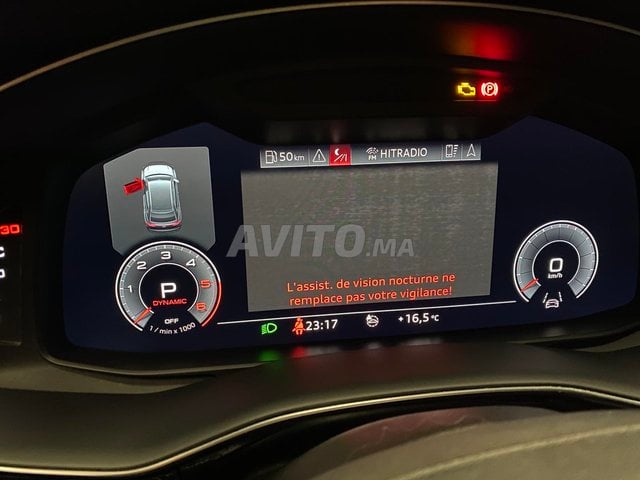 50km
FM HITRADIO
AVITO.MA
30
1
2
3
4
5
6
P
DYNAMIC
OFF
1/min x 1000
0
km/h
L'assist. de vision nocturne ne
remplace pas votre vigilance!
23:17
+16,5°C
P